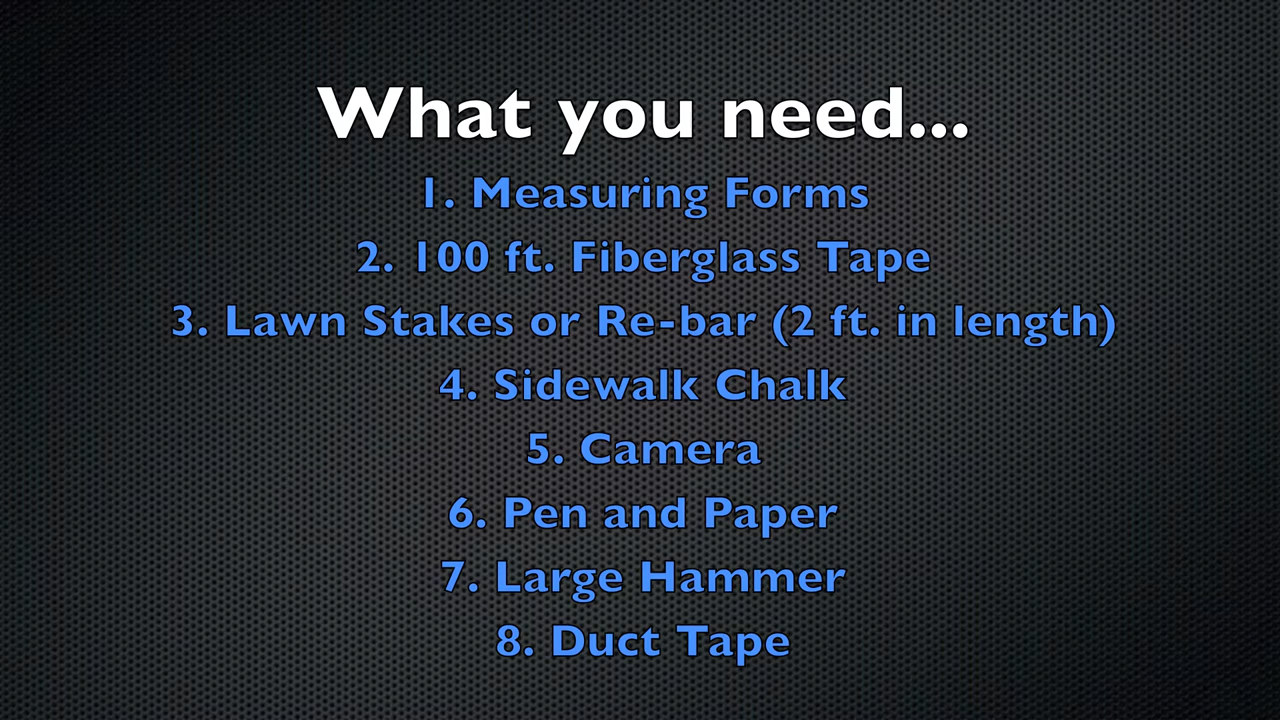 What you need...
1. Measuring Forms
2. 100 ft. Fiberglass Tape
3. Lawn Stakes or Re-bar (2 ft. in length)
4. Sidewalk Chalk
5. Camera
6. Pen and Paper
7. Large Hammer
8. Duct Tape